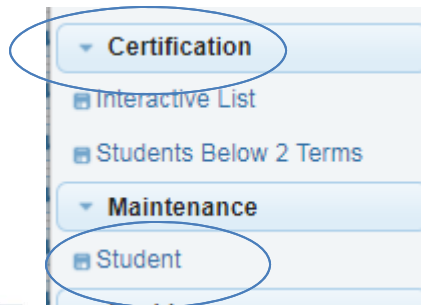 Certification
Interactive List
Students Below 2 Terms
Maintenance
Student